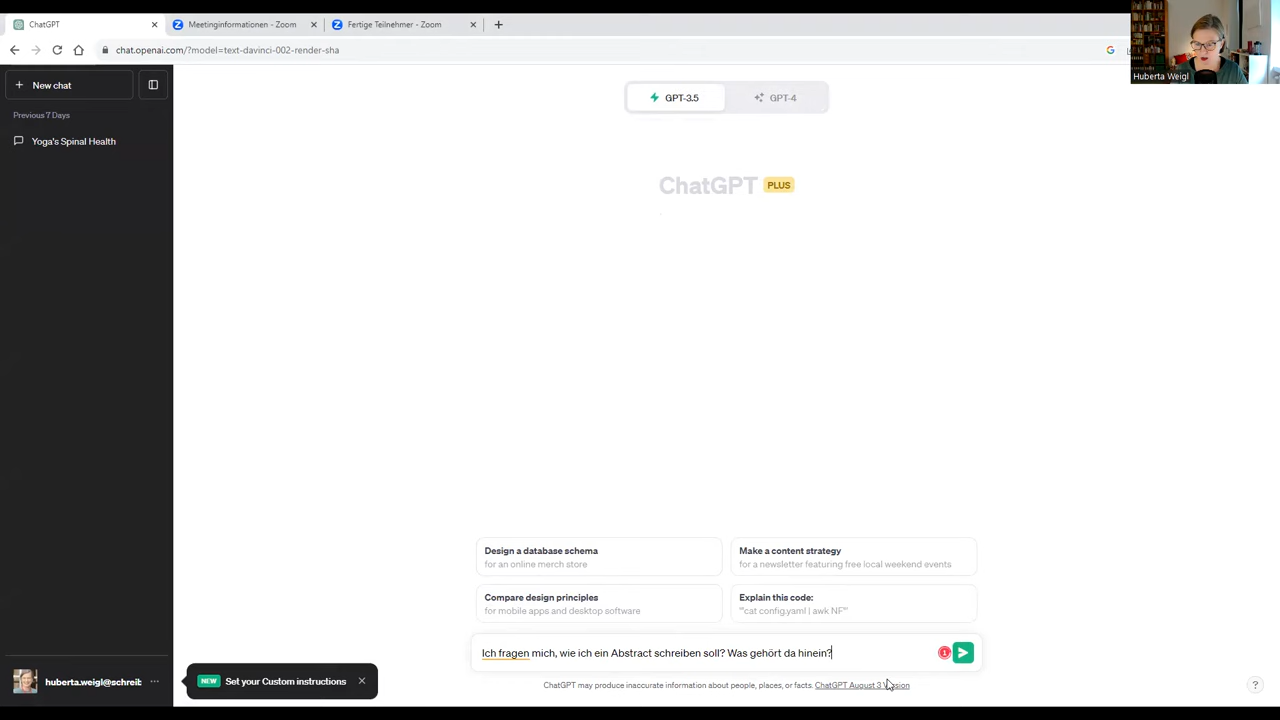 ChatGPT
Meetinginformationen - Zoom
Fertige Teilnehmer - Zoom
chat.openai.com/?model=text-davinci-002-render-sha
New chat
Previous 7 Days
Yoga's Spinal Health
GPT-3.5
GPT-4
ChatGPT PLUS
Huberta Weigl
Design a database schema
for an online merch store
Make a content strategy
for a newsletter featuring free local weekend events
Compare design principles
for mobile apps and desktop software
Explain this code:
"`cat config.yaml | awk NF`"
Ich fragen mich, wie ich ein Abstract schreiben soll? Was gehört da hinein?
1
huberta.weigl@schreib
NEW Set your Custom instructions
ChatGPT may produce inaccurate information about people, places, or facts. ChatGPT August 3 Version
?